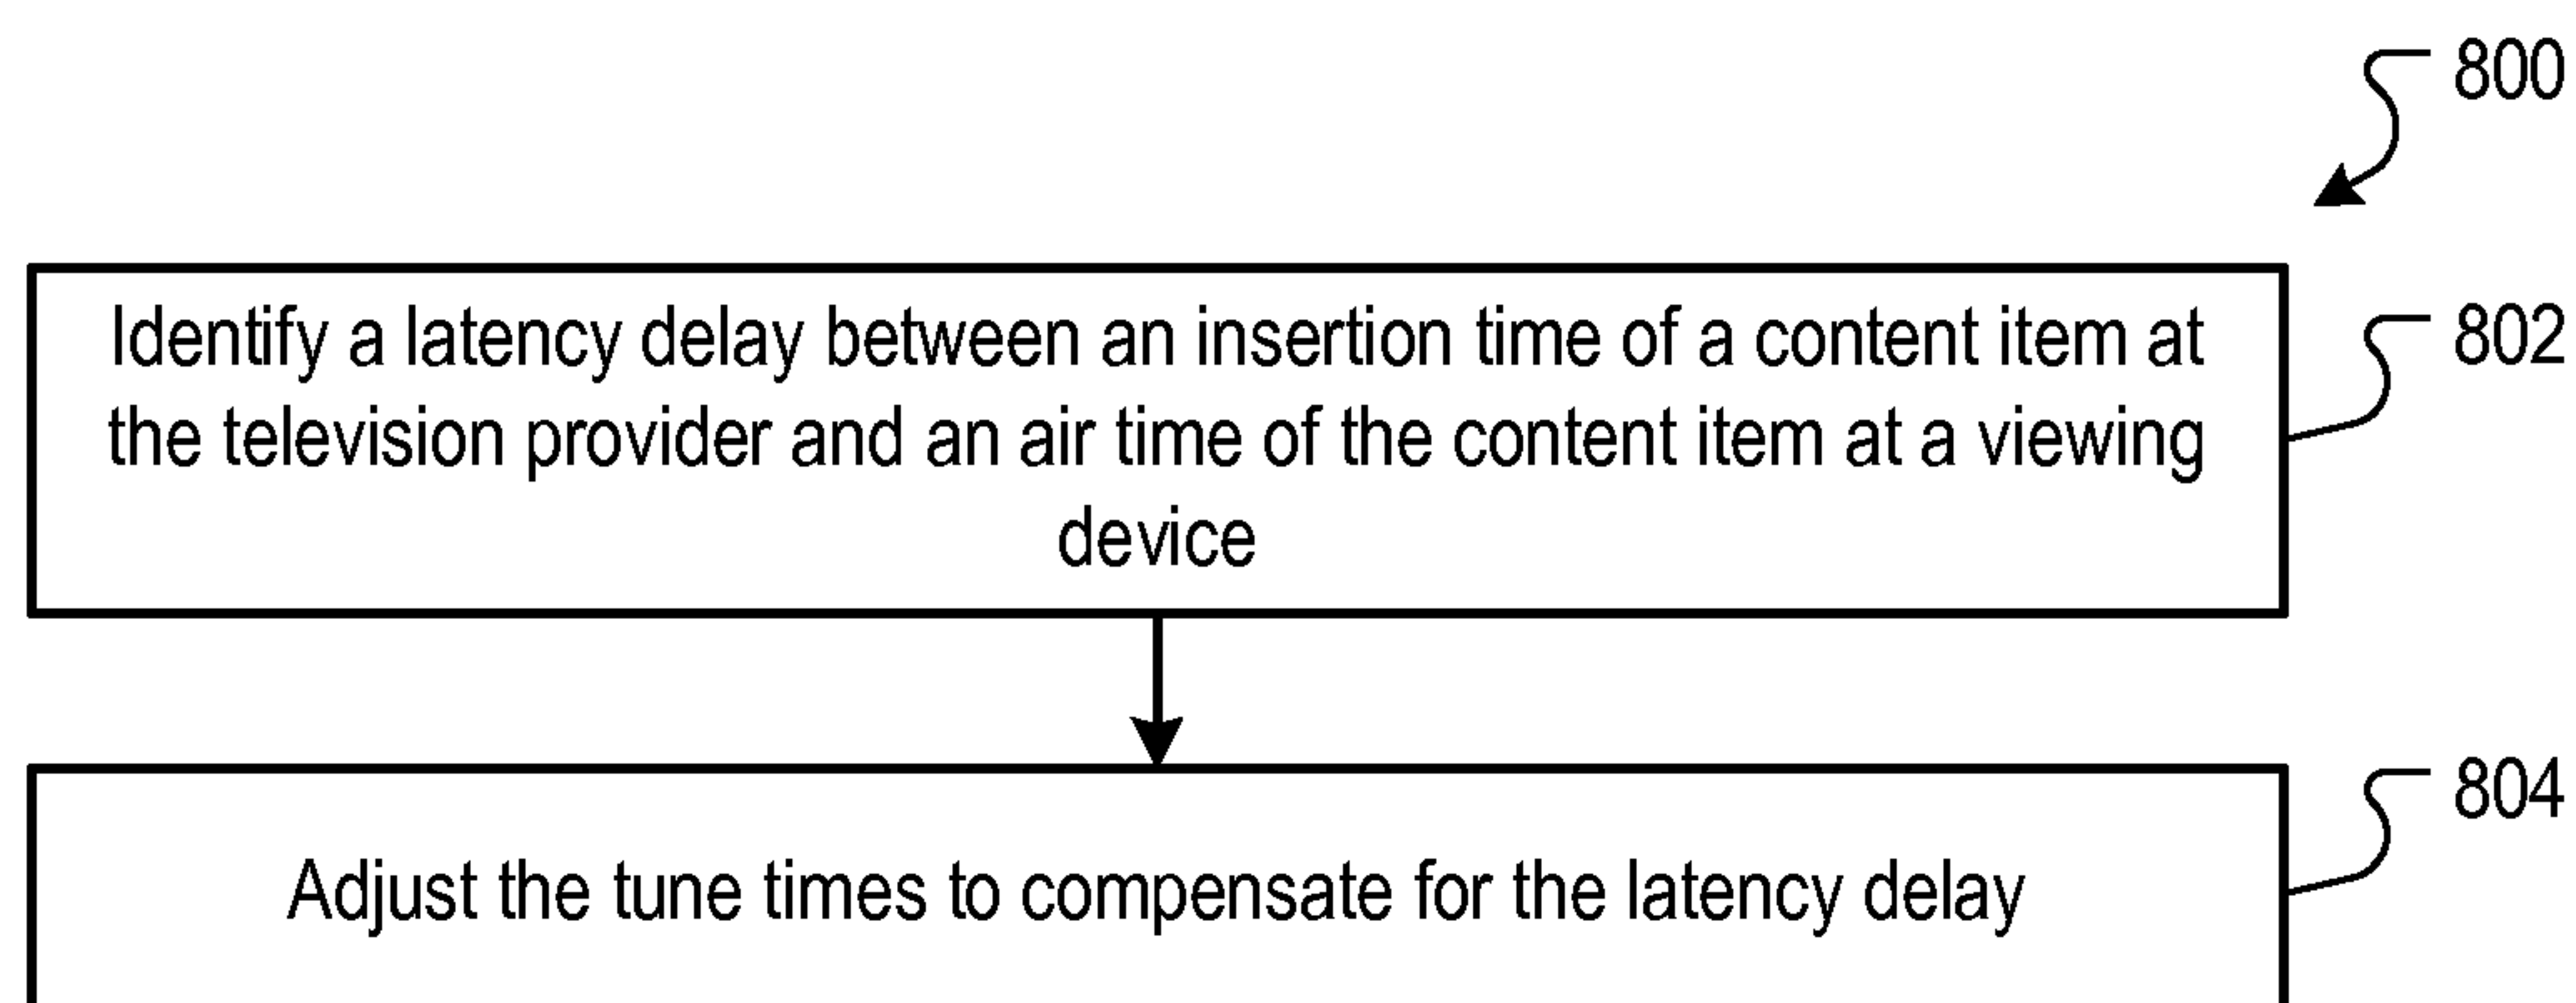 800
Identify a latency delay between an insertion time of a content item at
802
the television provider and an air time of the content item at a viewing
device
804
Adjust the tune times to compensate for the latency delay